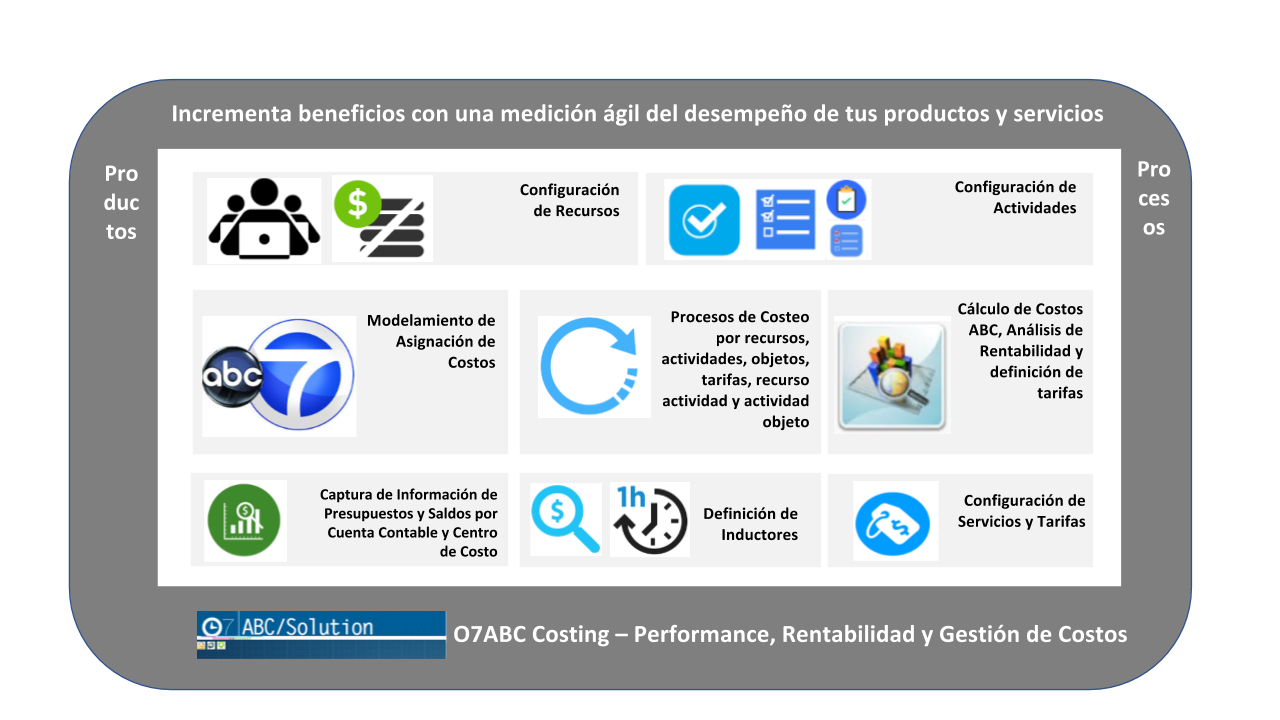 Incrementa beneficios con una medición ágil del desempeño de tus productos y servicios
Pro
duc
tos
Pro
ces
os
$
Configuración
de Recursos
Configuración de
Actividades
abc
7
Modelamiento de
Asignación de
Costos
Procesos de Costeo
por recursos,
actividades, objetos,
tarifas, recurso
actividad y actividad
objeto
Cálculo de Costos
ABC, Análisis de
Rentabilidad y
definición de
tarifas
$
Captura de Información de
Presupuestos y Saldos por
Cuenta Contable y Centro
de Costo
$
1h
Definición de
Inductores
$
Configuración de
Servicios y Tarifas
7 ABC/Solution
O7ABC Costing – Performance, Rentabilidad y Gestión de Costos